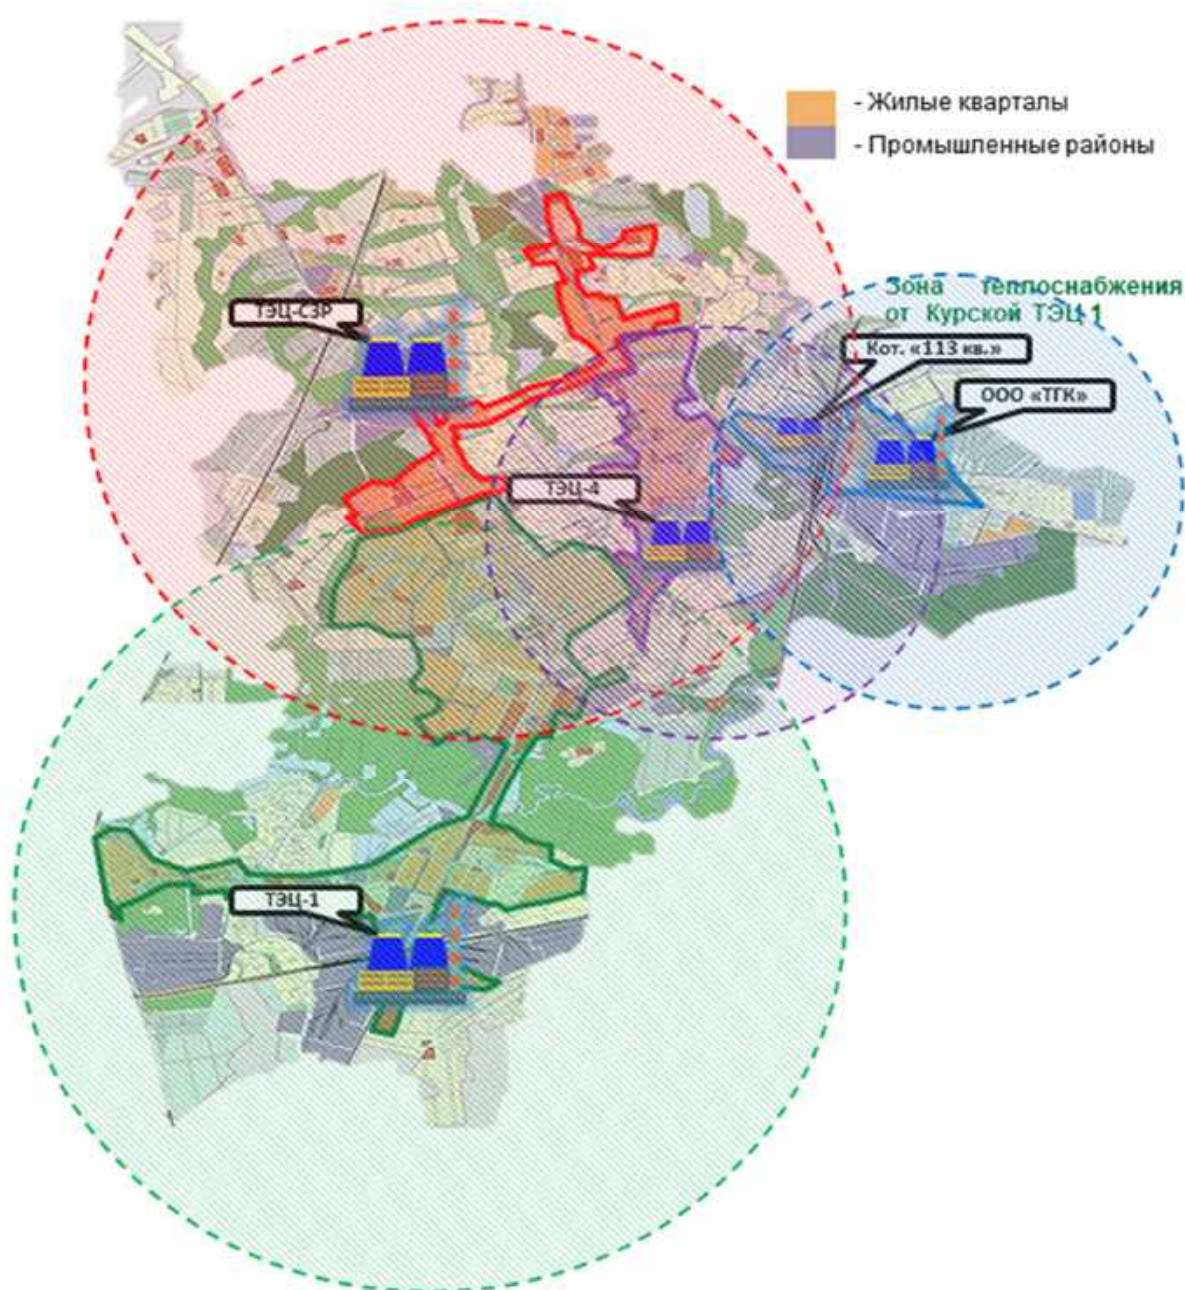 - Жилые кварталы
- Промышленные районы
Зона теплоснабжения
от Курской ТЭЦ 1
ТЭЦ-СЗР
Кот. «113 кв.»
ООО «ТГК»
ТЭЦ-4
ТЭЦ-1